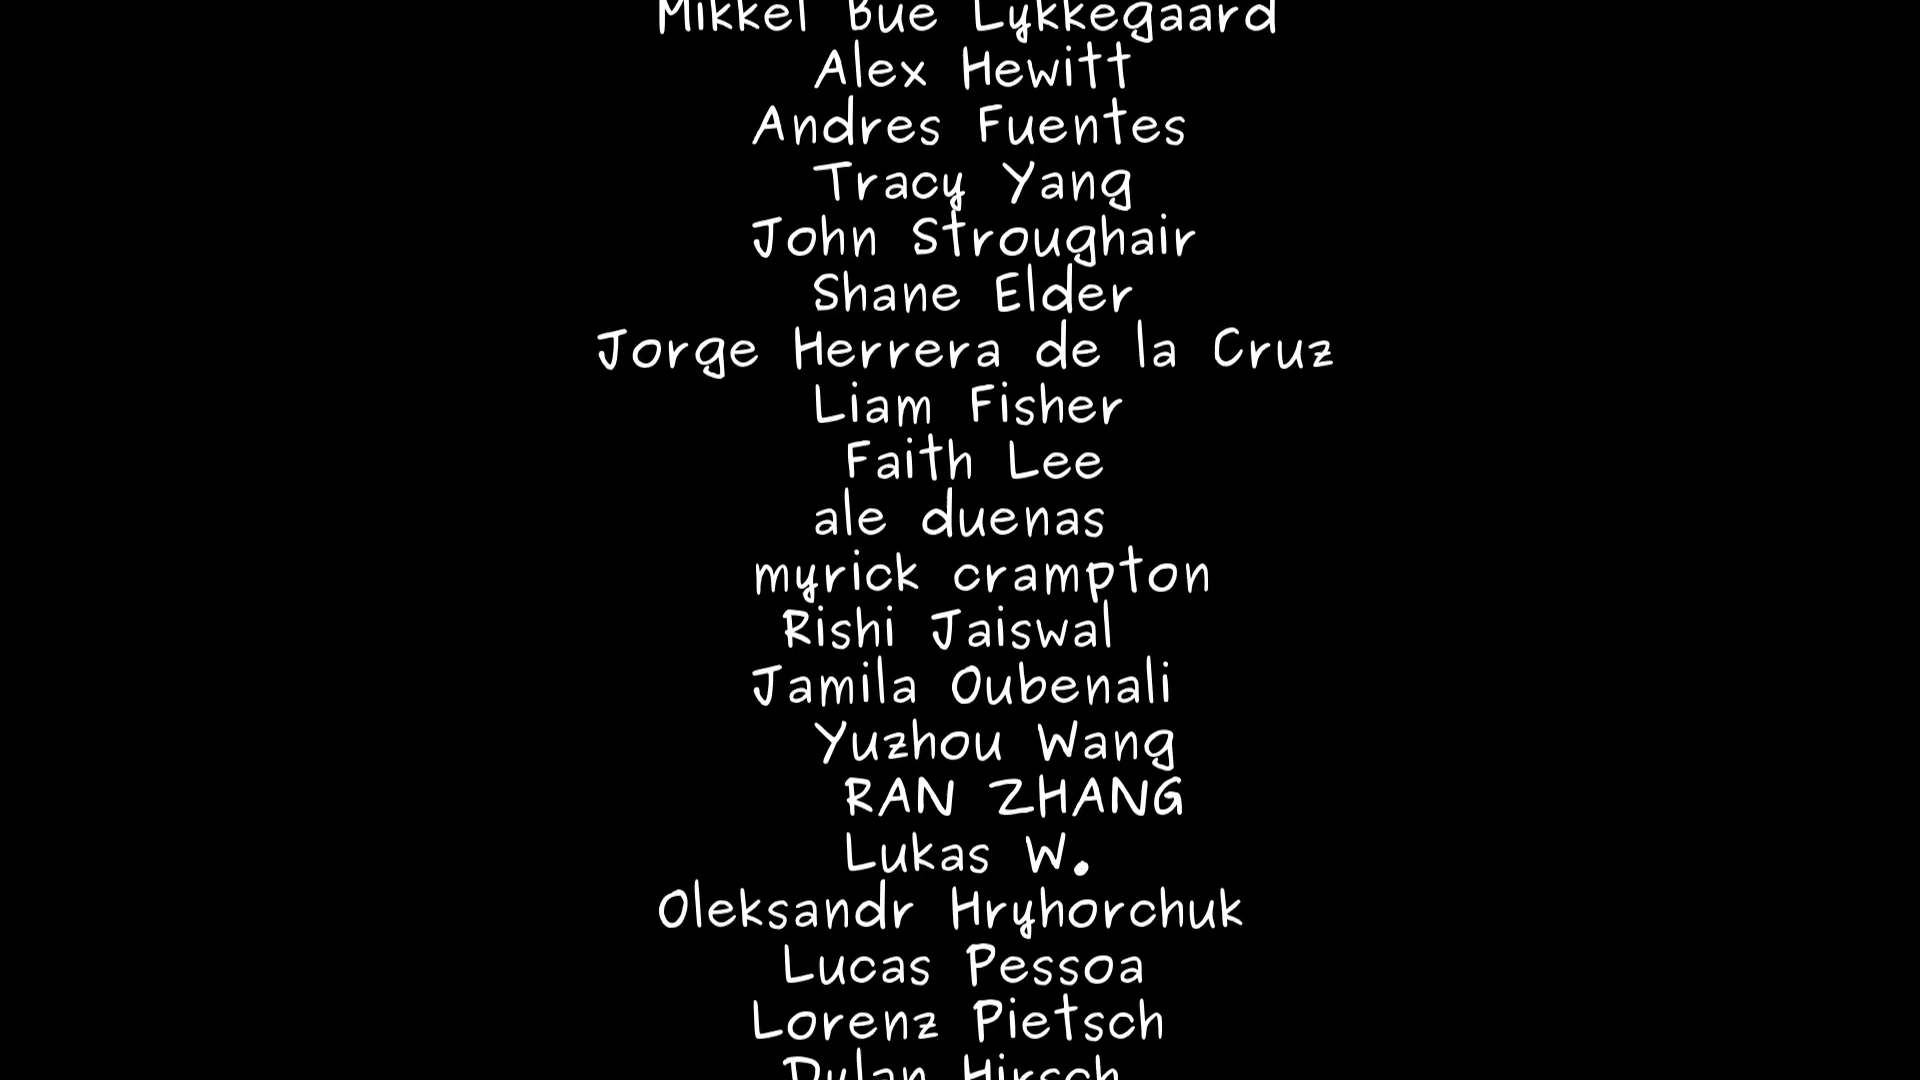 Mikkel Bue Lykkegaard
Alex Hewitt
Andres Fuentes
Tracy Yang
John Stroughair
Shane Elder
Jorge Herrera de la Cruz
Liam Fisher
Faith Lee
ale duenas
myrick crampton
Rishi Jaiswal
Jamila Oubenali
Yuzhou Wang
RAN ZHANG
Lukas W.
Oleksandr Hryhorchuk
Lucas Pessoa
Lorenz Pietsch
Dylan Hirsch